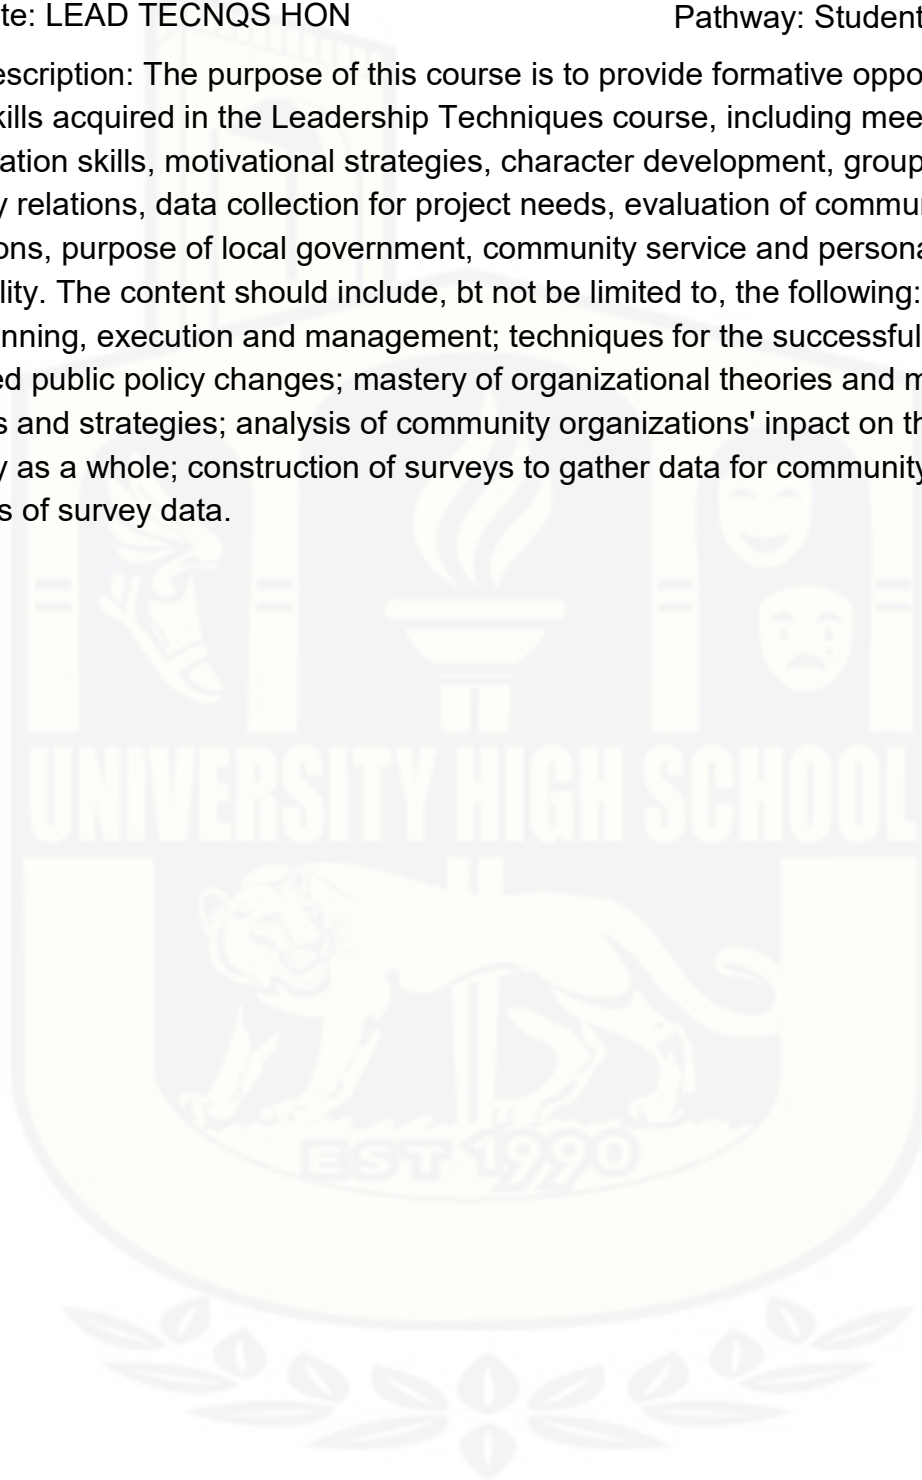 te: LEAD TECNQS HON Pathway: Student
escription: The purpose of this course is to provide formative oppo
kills acquired in the Leadership Techniques course, including mee
ation skills, motivational strategies, character development, group
y relations, data collection for project needs, evaluation of commu
ons, purpose of local government, community service and persona
lity. The content should include, bt not be limited to, the following:
nning, execution and management; techniques for the successful
ed public policy changes; mastery of organizational theories and m
s and strategies; analysis of community organizations' inpact on th
y as a whole; construction of surveys to gather data for community
s of survey data.
UNIVERSITY HIGH SCHOOL
EST 1990